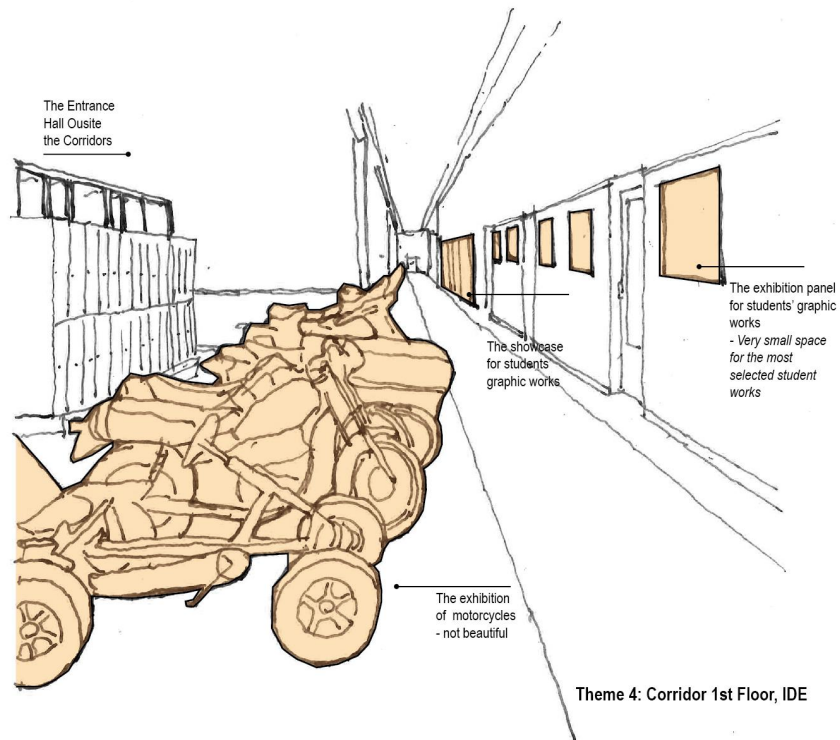 The Entrance
Hall Ousite
the Corridors
The exhibition panel
for students' graphic
works
- Very small space
for the most
selected student
works
The showcase
for students
graphic works
The exhibition
of motorcycles
- not beautiful
Theme 4: Corridor 1st Floor, IDE